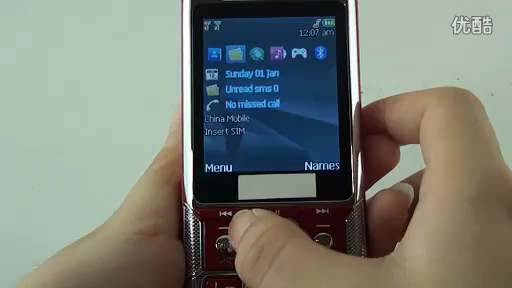 优酷
12:07 am
Sunday 01 Jan
Unread sms 0
No missed call
China Mobile
Insert SIM
Menu
Names